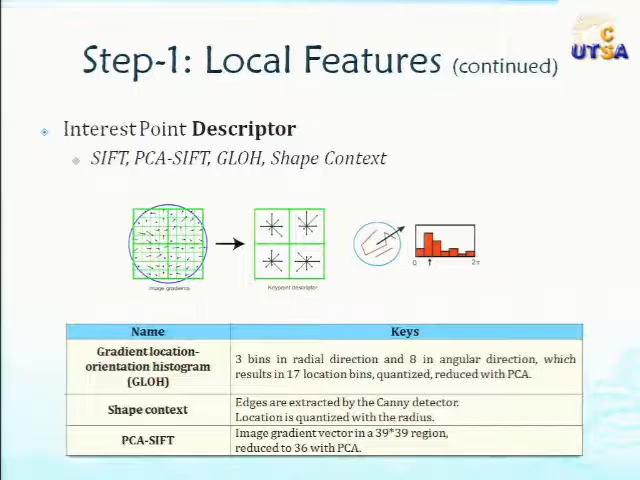 Step-1: Local Features (continued)
C
UTSA
Interest Point Descriptor
SIFT, PCA-SIFT, GLOH, Shape Context
Image gradients
Keypoint descriptor
0
2π
Name
Keys
Gradient location-
orientation histogram
(GLOH)
3 bins in radial direction and 8 in angular direction, which
results in 17 location bins, quantized, reduced with PCA.
Shape context
Edges are extracted by the Canny detector.
Location is quantized with the radius.
PCA-SIFT
Image gradient vector in a 39*39 region,
reduced to 36 with PCA.